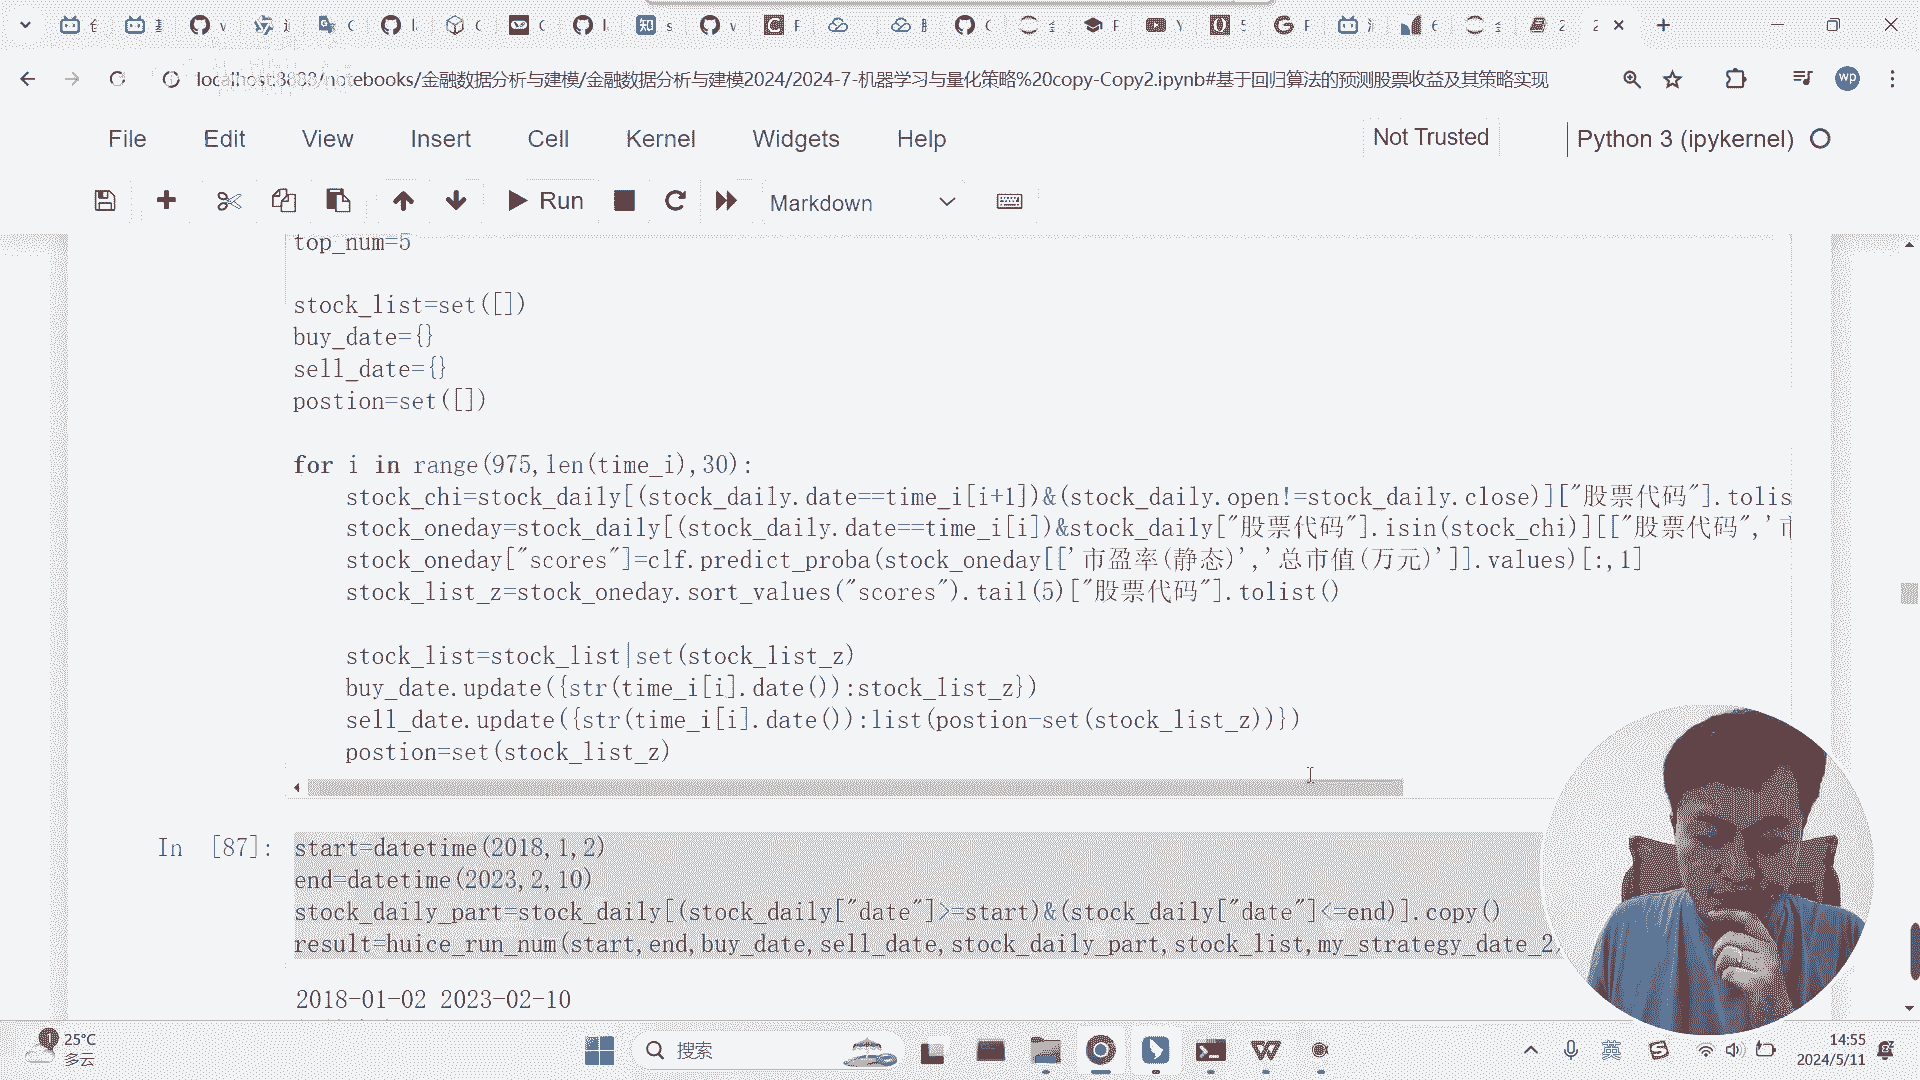 localhost:8888/notebooks/金融数据分析与建模/金融数据分析与建模2024/2024-7-机器学习与量化策略%20copy-Copy2.ipynb#基于回归算法的预测股票收益及其策略实现
wp
File Edit View Insert Cell Kernel Widgets Help Not Trusted Python 3 (ipykernel)
Run Markdown
top_num=5
stock_list=set([])
buy_date={}
sell_date={}
postion=set([])
for i in range(975,len(time_i),30):
stock_chi=stock_daily[(stock_daily.date==time_i[i+1])&(stock_daily.open!=stock_daily.close)]["股票代码"].tolis
stock_oneday=stock_daily[(stock_daily.date==time_i[i])&stock_daily["股票代码"].isin(stock_chi)][["股票代码",'市
stock_oneday["scores"]=clf.predict_proba(stock_oneday[['市盈率(静态)','总市值(万元)']].values)[:,1]
stock_list_z=stock_oneday.sort_values("scores").tail(5)["股票代码"].tolist()
stock_list=stock_list|set(stock_list_z)
buy_date.update({str(time_i[i].date()):stock_list_z})
sell_date.update({str(time_i[i].date()):list(postion-set(stock_list_z))})
postion=set(stock_list_z)
In [87]:
start=datetime(2018,1,2)
end=datetime(2023,2,10)
stock_daily_part=stock_daily[(stock_daily["date"]>=start)&(stock_daily["date"]<=end)].copy()
result=huice_run_num(start,end,buy_date,sell_date,stock_daily_part,stock_list,my_strategy_date_2
2018-01-02 2023-02-10
25°C
多云
搜索
英
14:55
2024/5/11